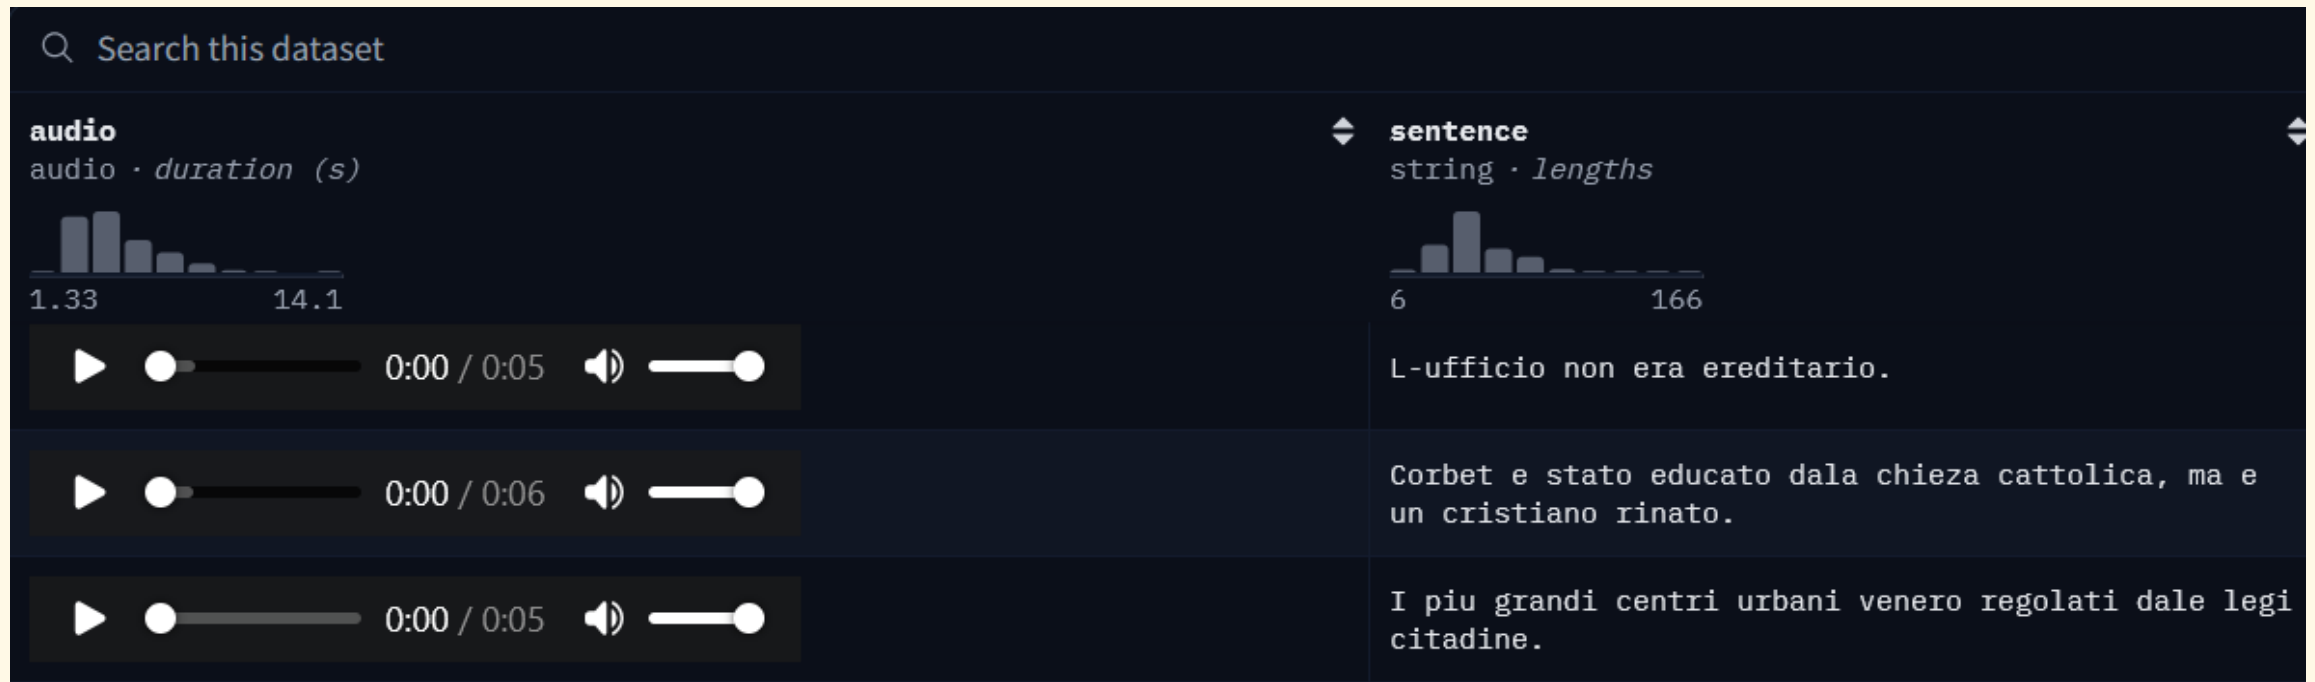 Search this dataset
audio
audio · duration (s)
1.33 14.1
sentence
string · lengths
6 166
0:00 / 0:05
L-ufficio non era ereditario.
0:00 / 0:06
Corbet e stato educato dala chieza cattolica, ma e
un cristiano rinato.
0:00 / 0:05
I piu grandi centri urbani venero regolati dale legi
citadine.